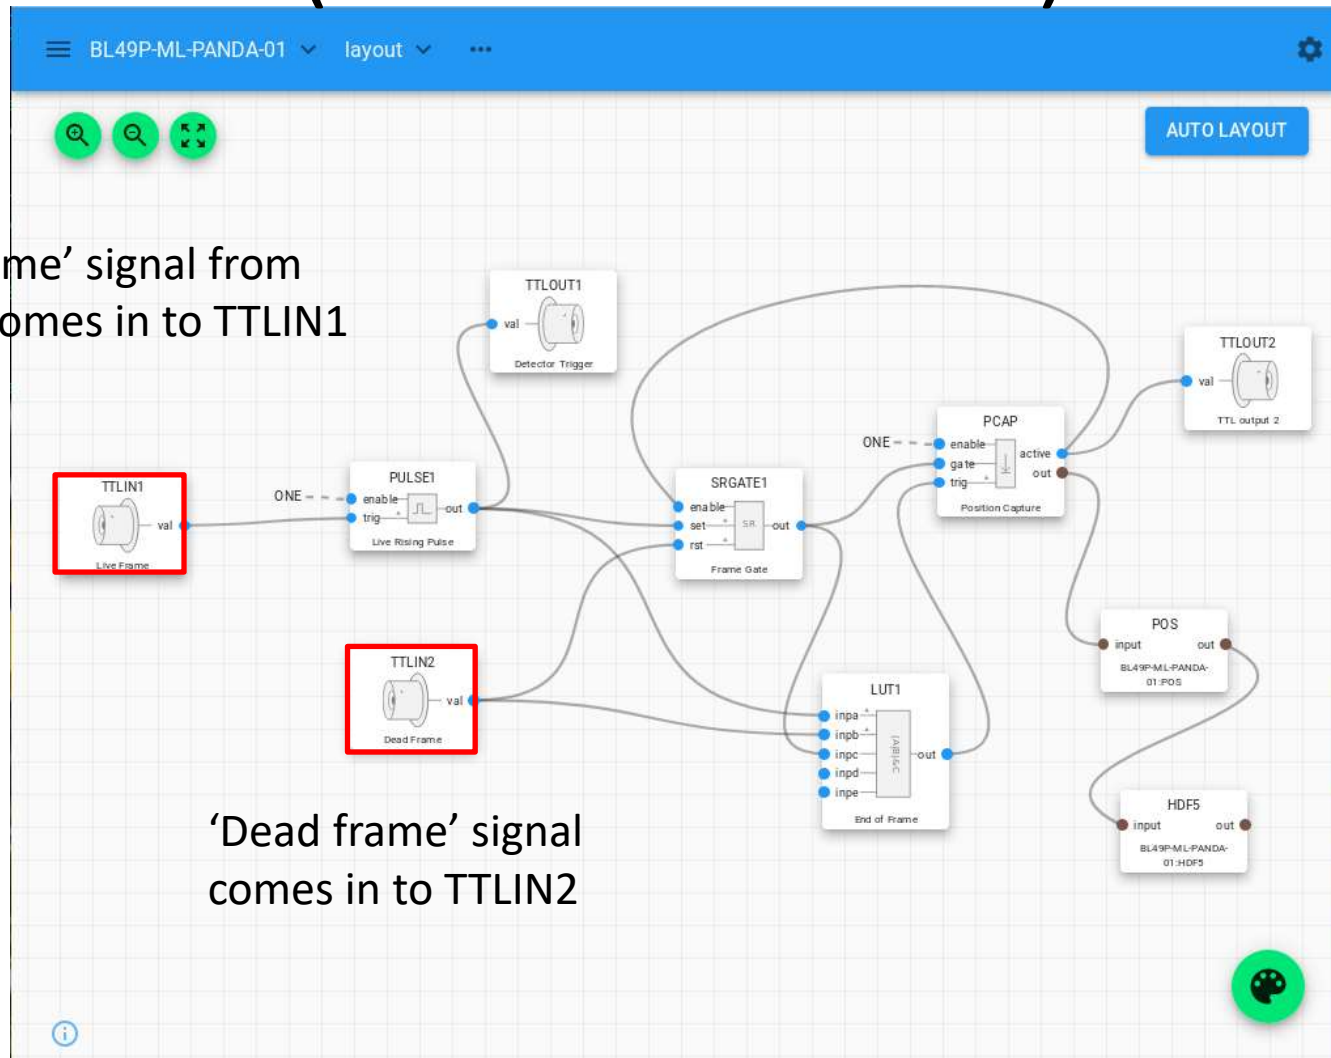 BL49P-ML-PANDA-01 layout ...
AUTO LAYOUT
me’ signal from
omes in to TTLIN1
TTLOUT1
val
Detector Trigger
TTLOUT2
val
TTL output 2
PCAP
ONE enable
gate
trig
active
out
Position Capture
TTLIN1
val
Live Frame
PULSE1
ONE enable
trig
out
Live Rising Pulse
SRGATE1
enable
set
rst
SR
out
Frame Gate
TTLIN2
val
Dead Frame
POS
input out
BL49P-ML-PANDA-
01:POS
LUT1
inpa
inpb
inpc
inpd
inpe
(A|B)&C
out
End of Frame
HDF5
input out
BL49P-ML-PANDA-
01:HDF5
‘Dead frame’ signal
comes in to TTLIN2